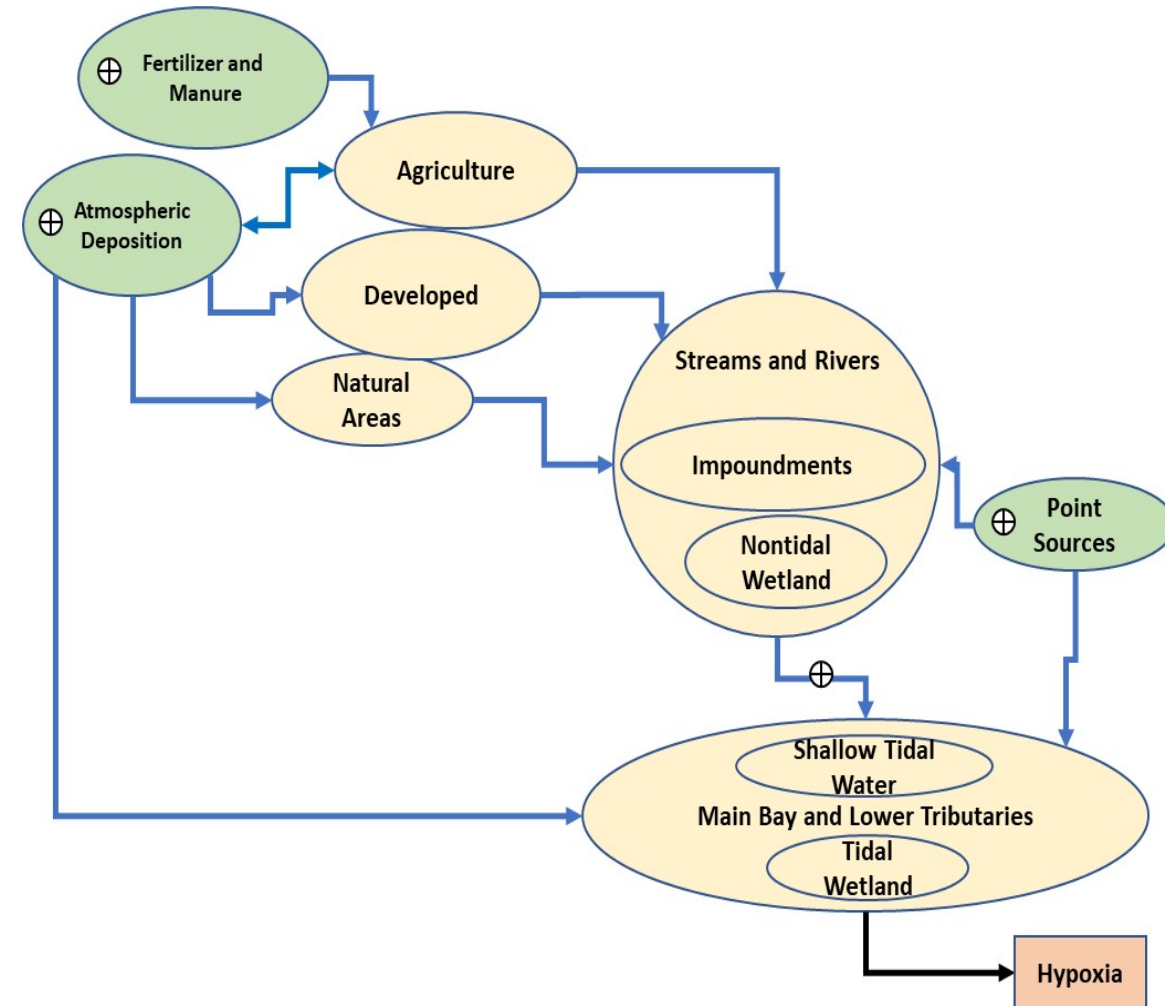 Fertilizer and
Manure
Agriculture
Atmospheric
Deposition
Developed
Natural
Areas
Streams and Rivers
Impoundments
Nontidal
Wetland
Point
Sources
Shallow Tidal
Water
Main Bay and Lower Tributaries
Tidal
Wetland
Hypoxia